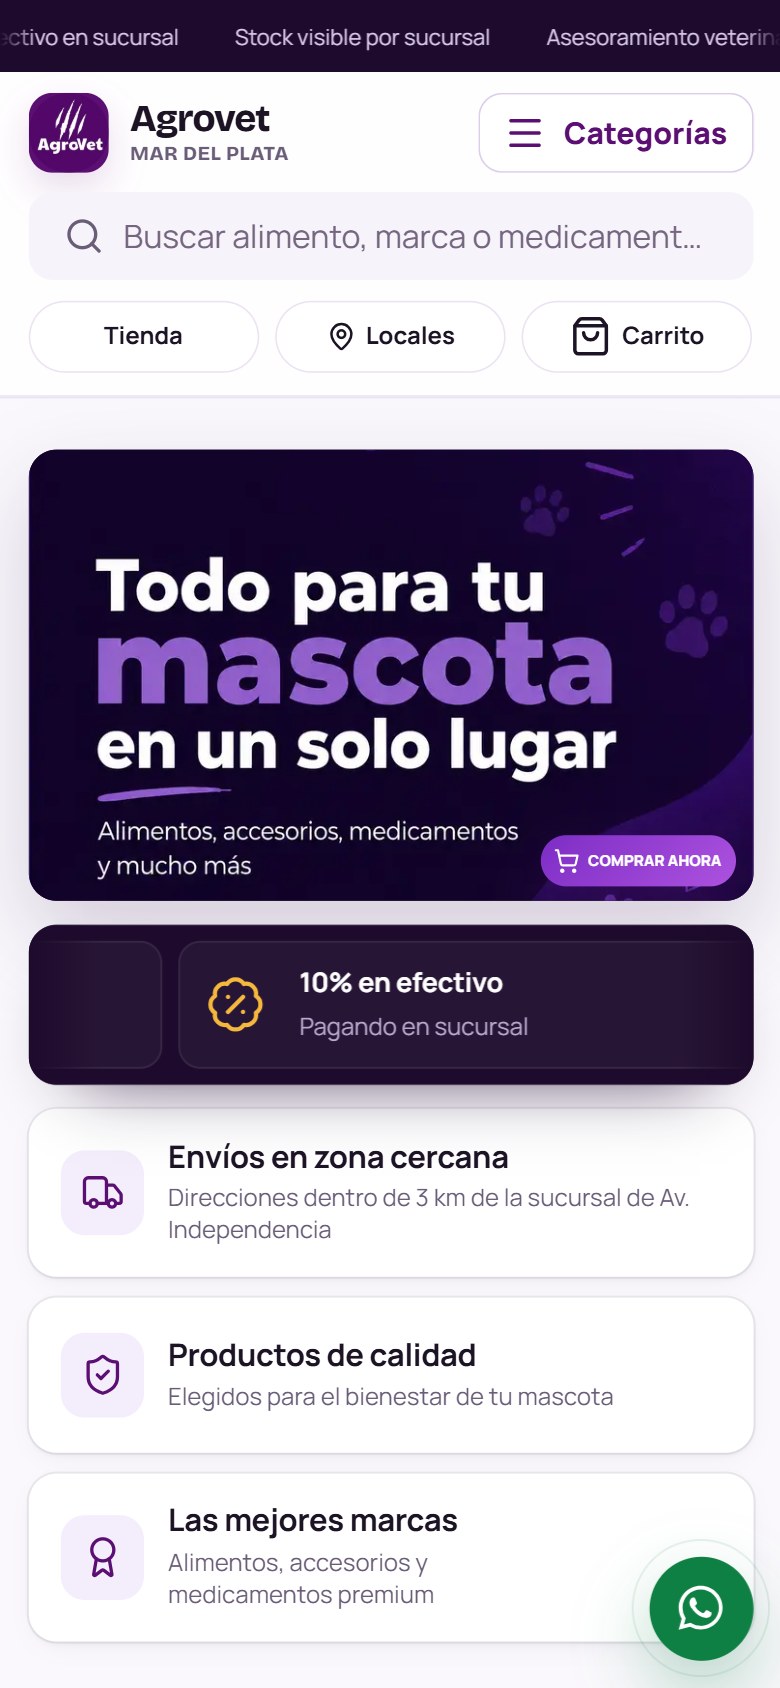 ctivo en sucursal
Stock visible por sucursal
Asesoramiento veterin
AgroVet
Agrovet
MAR DEL PLATA
Categorías
Buscar alimento, marca o medicament...
Tienda
Locales
Carrito
Todo para tu
mascota
en un solo lugar
Alimentos, accesorios, medicamentos
y mucho más
COMPRAR AHORA
10% en efectivo
Pagando en sucursal
Envíos en zona cercana
Direcciones dentro de 3 km de la sucursal de Av.
Independencia
Productos de calidad
Elegidos para el bienestar de tu mascota
Las mejores marcas
Alimentos, accesorios y
medicamentos premium